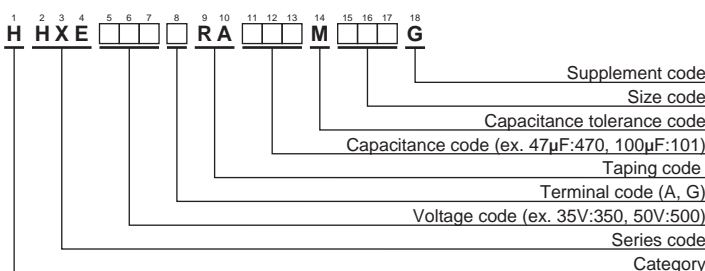 1 2 3 4 5 6 7 8 9 10 11 12 13 14 15 16 17 18
H HXE □□□ □ RA □□□ M □□□ G
Supplement code
Size code
Capacitance tolerance code
Capacitance code (ex. 47µF:470, 100µF:101)
Taping code
Terminal code (A, G)
Voltage code (ex. 35V:350, 50V:500)
Series code
Category